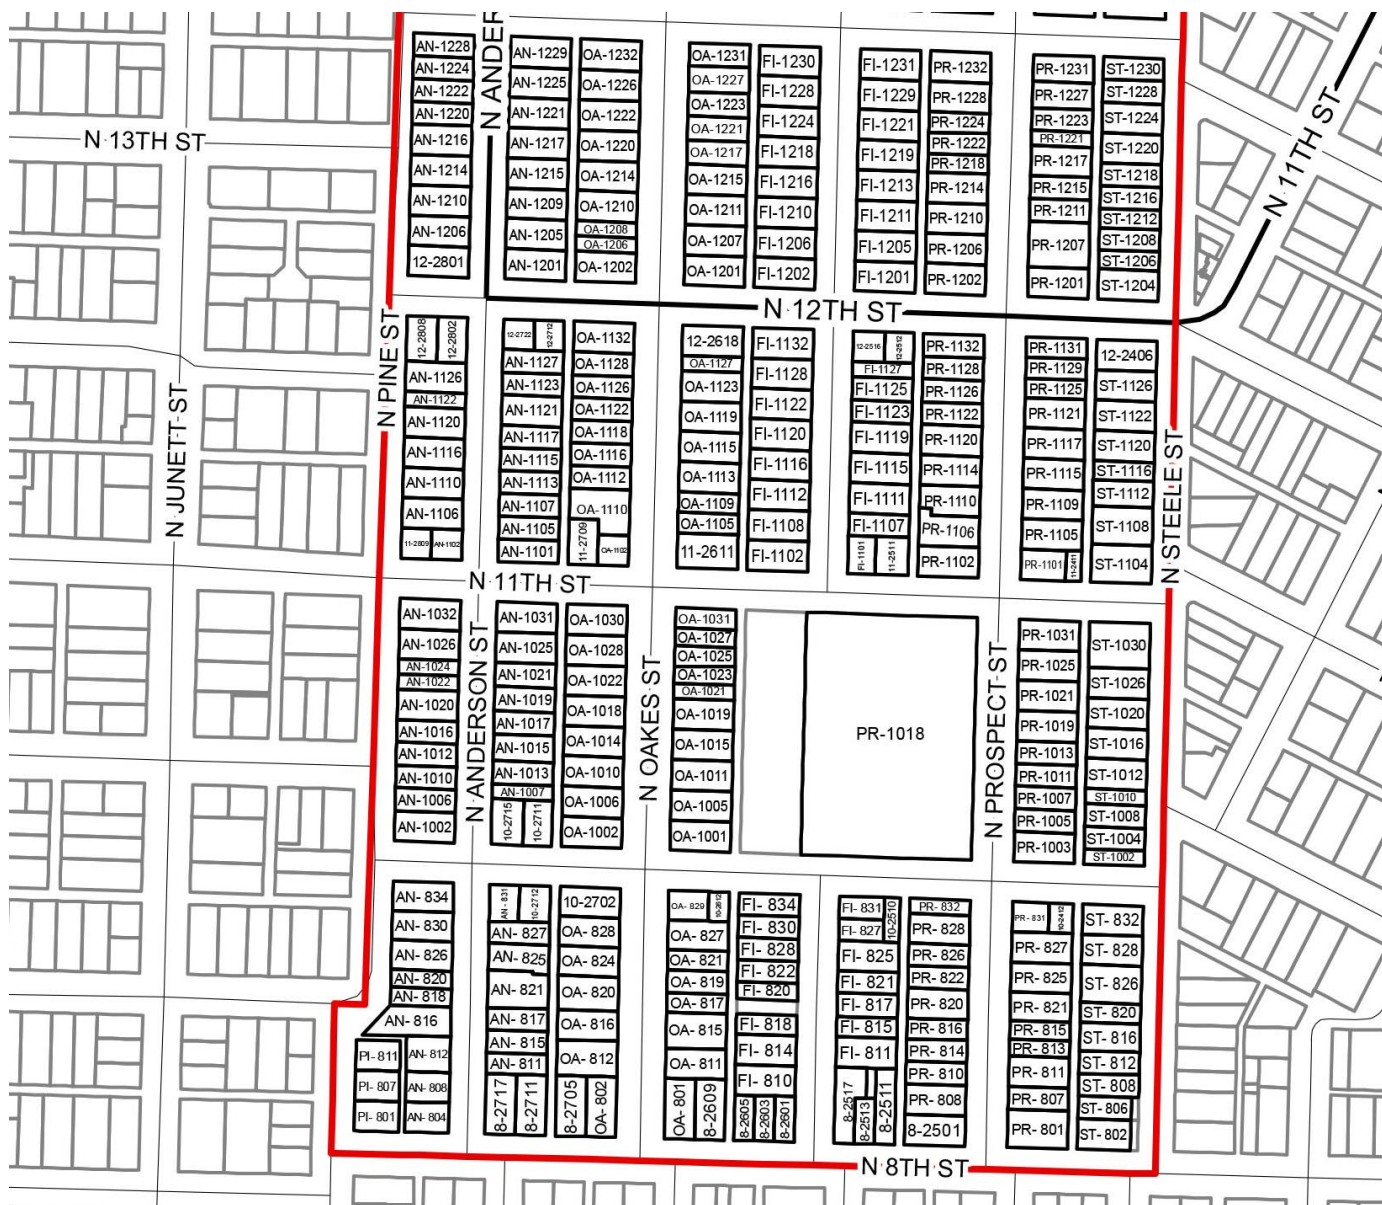 AN-1228
AN-1224
AN-1222
AN-1220
AN-1216
AN-1214
AN-1210
AN-1206
12-2801
N ANDER
AN-1229
AN-1225
AN-1221
AN-1217
AN-1215
AN-1209
AN-1205
AN-1201
OA-1232
OA-1226
OA-1222
OA-1220
OA-1214
OA-1210
OA-1208
OA-1206
OA-1202
OA-1231
OA-1227
OA-1223
OA-1221
OA-1217
OA-1215
OA-1211
OA-1207
OA-1201
FI-1230
FI-1228
FI-1224
FI-1218
FI-1216
FI-1210
FI-1206
FI-1202
FI-1231
FI-1229
FI-1221
FI-1219
FI-1213
FI-1211
FI-1205
FI-1201
PR-1232
PR-1228
PR-1224
PR-1222
PR-1218
PR-1214
PR-1210
PR-1206
PR-1202
PR-1231
PR-1227
PR-1223
PR-1221
PR-1217
PR-1215
PR-1211
PR-1207
PR-1201
ST-1230
ST-1228
ST-1224
ST-1220
ST-1218
ST-1216
ST-1212
ST-1208
ST-1206
ST-1204
N 13TH ST
N 11TH ST
N 12TH ST
N PINE ST
N JUNETT ST
12-2808
12-2802
AN-1126
AN-1122
AN-1120
AN-1116
AN-1110
AN-1106
11-2809
AN-1102
12-2722
12-2712
AN-1127
AN-1123
AN-1121
AN-1117
AN-1115
AN-1113
AN-1107
AN-1105
AN-1101
OA-1132
OA-1128
OA-1126
OA-1122
OA-1118
OA-1116
OA-1112
OA-1110
11-2709
OA-1102
12-2618
OA-1127
OA-1123
OA-1119
OA-1115
OA-1113
OA-1109
OA-1105
11-2611
FI-1132
FI-1128
FI-1122
FI-1120
FI-1116
FI-1112
FI-1108
FI-1102
12-2516
12-2512
FI-1127
FI-1125
FI-1123
FI-1119
FI-1115
FI-1111
FI-1107
FI-1101
11-2511
PR-1132
PR-1128
PR-1126
PR-1122
PR-1120
PR-1114
PR-1110
PR-1106
PR-1102
PR-1131
PR-1129
PR-1125
PR-1121
PR-1117
PR-1115
PR-1109
PR-1105
PR-1101
11-2411
12-2406
ST-1126
ST-1122
ST-1120
ST-1116
ST-1112
ST-1108
ST-1104
N STEELE ST
N 11TH ST
AN-1032
AN-1026
AN-1024
AN-1022
AN-1020
AN-1016
AN-1012
AN-1010
AN-1006
AN-1002
N ANDERSON ST
AN-1031
AN-1025
AN-1021
AN-1019
AN-1017
AN-1015
AN-1013
AN-1007
10-2715
10-2711
OA-1030
OA-1028
OA-1022
OA-1018
OA-1014
OA-1010
OA-1006
OA-1002
N OAKES ST
OA-1031
OA-1027
OA-1025
OA-1023
OA-1021
OA-1019
OA-1015
OA-1011
OA-1005
OA-1001
PR-1018
N PROSPECT ST
PR-1031
PR-1025
PR-1021
PR-1019
PR-1013
PR-1011
PR-1007
PR-1005
PR-1003
ST-1030
ST-1026
ST-1020
ST-1016
ST-1012
ST-1010
ST-1008
ST-1004
ST-1002
AN- 834
AN- 830
AN- 826
AN- 820
AN- 818
AN- 816
PI- 811
PI- 807
PI- 801
AN- 812
AN- 808
AN- 804
AN - 831
10-2712
AN- 827
AN- 825
AN- 821
AN- 817
AN- 815
AN- 811
8-2717
8-2711
10-2702
OA- 828
OA- 824
OA- 820
OA- 816
OA- 812
8-2705
OA- 802
OA- 829
10-2612
OA- 827
OA- 821
OA- 819
OA- 817
OA- 815
OA- 811
OA- 801
8-2609
FI- 834
FI- 830
FI- 828
FI- 822
FI- 820
FI- 818
FI- 814
FI- 810
8-2605
8-2603
8-2601
FI- 831
FI- 827
10-2510
FI- 825
FI- 821
FI- 817
FI- 815
FI- 811
8-2517
8-2513
8-2511
PR- 832
PR- 828
PR- 826
PR- 822
PR- 820
PR- 816
PR- 814
PR- 810
PR- 808
8-2501
PR- 831
10-2412
PR- 827
PR- 825
PR- 821
PR- 815
PR- 813
PR- 811
PR- 807
PR- 801
ST- 832
ST- 828
ST- 826
ST- 820
ST- 816
ST- 812
ST- 808
ST- 806
ST- 802
N 8TH ST